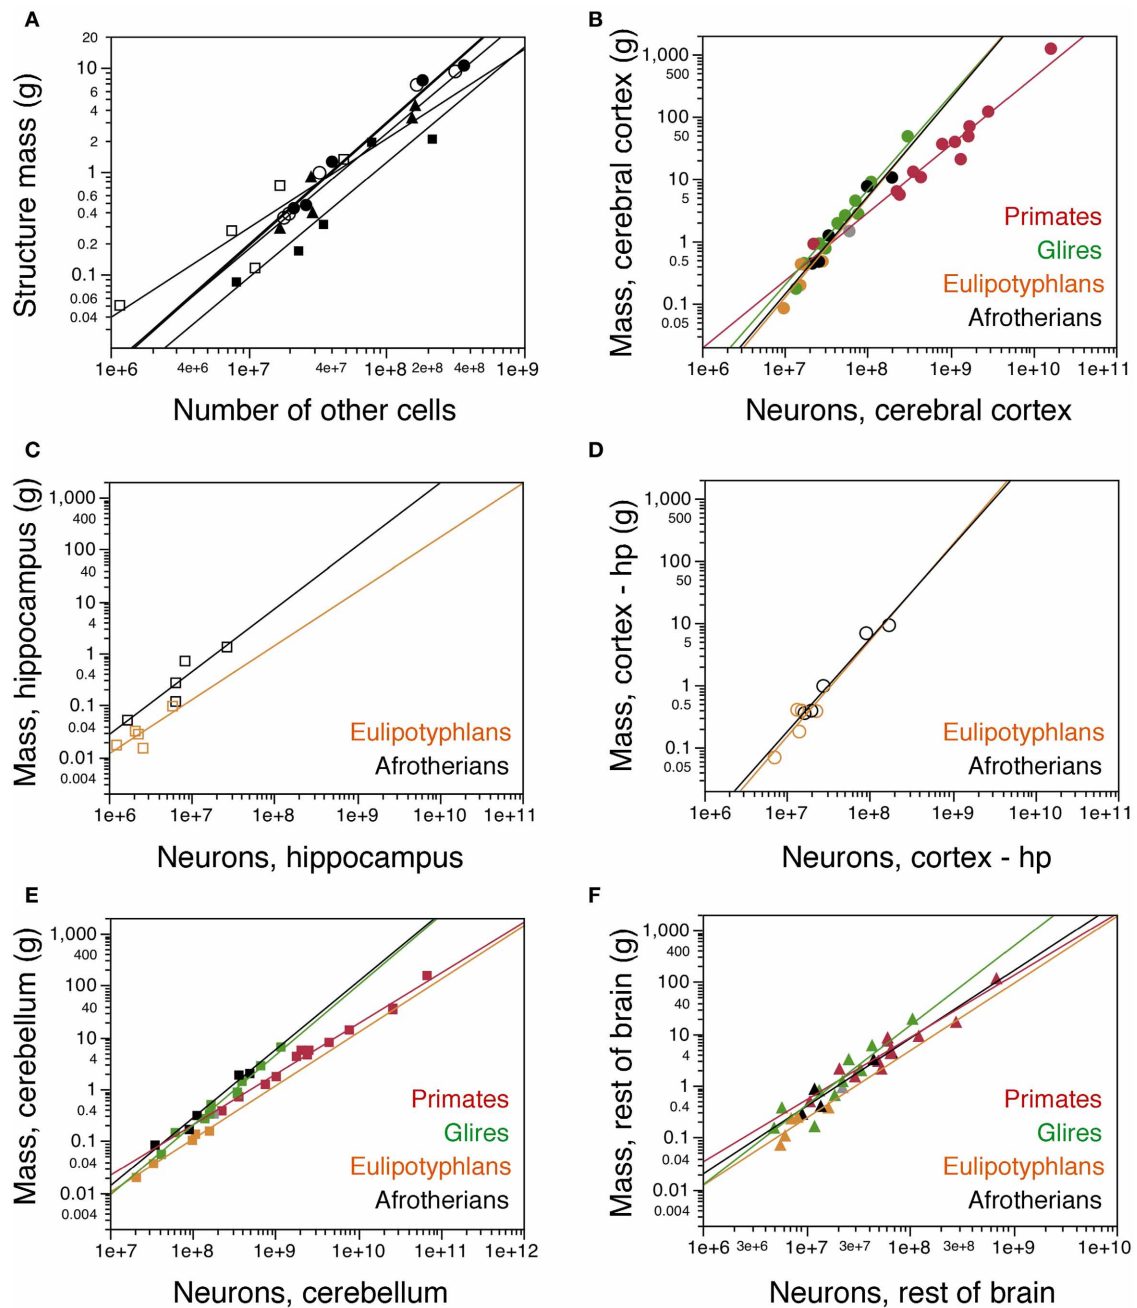 A
Structure mass (g)
20
10
6
4
2
1
0.6
0.4
0.2
0.1
0.06
0.04
1e+6
4e+6
1e+7
4e+7
1e+8
2e+8
4e+8
1e+9
Number of other cells
B
Mass, cerebral cortex (g)
1,000
500
100
50
10
5
1
0.5
0.1
0.05
Primates
Glires
Eulipotyphlans
Afrotherians
1e+6
1e+7
1e+8
1e+9
1e+10
1e+11
Neurons, cerebral cortex
C
Mass, hippocampus (g)
1,000
400
100
40
10
4
1
0.4
0.1
0.04
0.01
0.004
Eulipotyphlans
Afrotherians
1e+6
1e+7
1e+8
1e+9
1e+10
1e+11
Neurons, hippocampus
D
Mass, cortex - hp (g)
1,000
500
100
50
10
5
1
0.5
0.1
0.05
Eulipotyphlans
Afrotherians
1e+6
1e+7
1e+8
1e+9
1e+10
1e+11
Neurons, cortex - hp
E
Mass, cerebellum (g)
1,000
400
100
40
10
4
1
0.4
0.1
0.04
0.01
0.004
Primates
Glires
Eulipotyphlans
Afrotherians
1e+7
1e+8
1e+9
1e+10
1e+11
1e+12
Neurons, cerebellum
F
Mass, rest of brain (g)
1,000
400
100
40
10
4
1
0.4
0.1
0.04
0.01
0.004
Primates
Glires
Eulipotyphlans
Afrotherians
1e+6
3e+6
1e+7
3e+7
1e+8
3e+8
1e+9
1e+10
Neurons, rest of brain